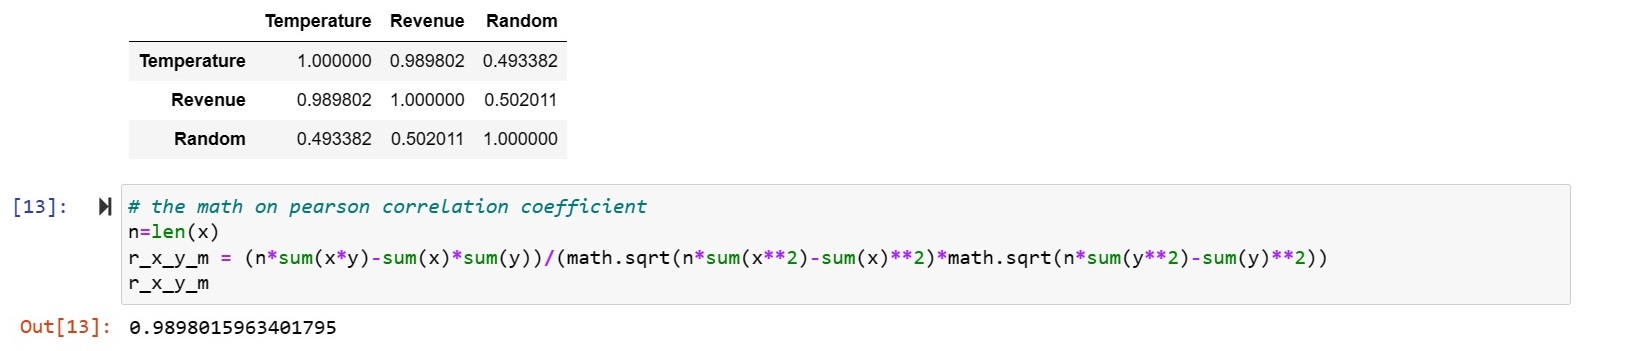 Temperature Revenue Random
Temperature 1.000000 0.989802 0.493382
Revenue 0.989802 1.000000 0.502011
Random 0.493382 0.502011 1.000000
[13]:
# the math on pearson correlation coefficient
n=len(x)
r_x_y_m = (n*sum(x*y)-sum(x)*sum(y))/(math.sqrt(n*sum(x**2)-sum(x)**2)*math.sqrt(n*sum(y**2)-sum(y)**2))
r_x_y_m
Out[13]: 0.9898015963401795